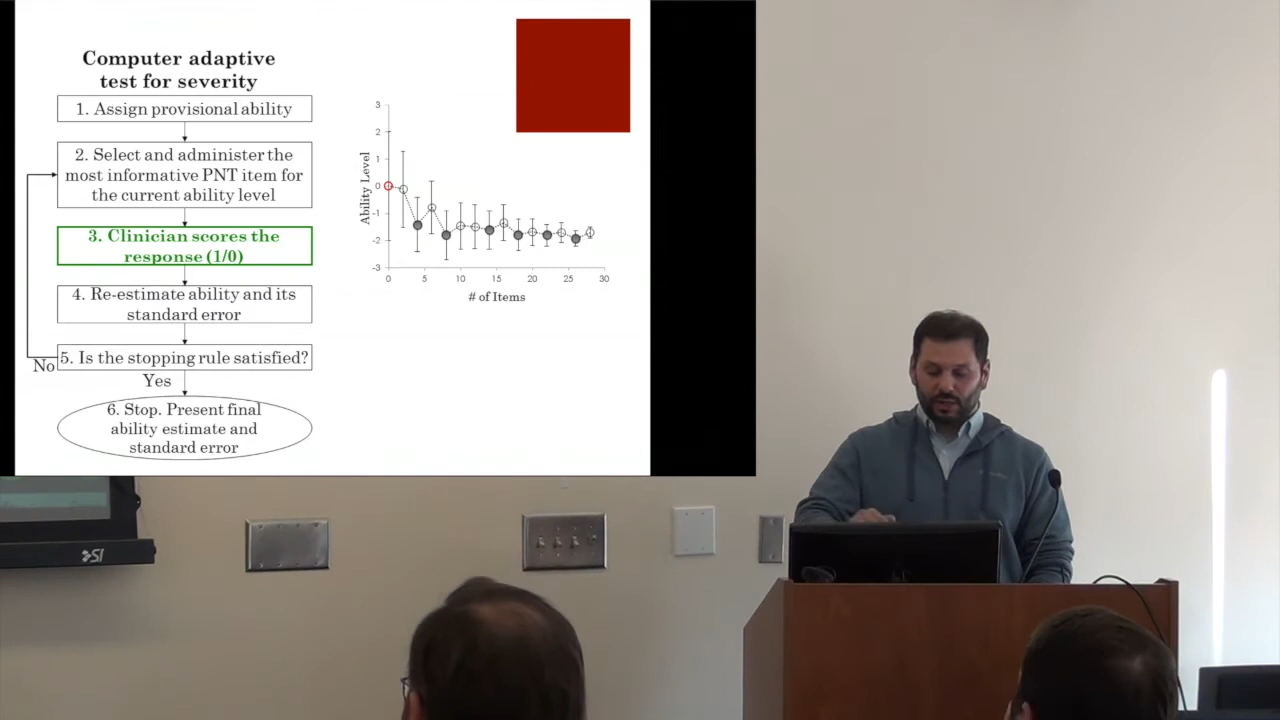 Computer adaptive
test for severity
1. Assign provisional ability
2. Select and administer the
most informative PNT item for
the current ability level
3. Clinician scores the
response (1/0)
4. Re-estimate ability and its
standard error
5. Is the stopping rule satisfied?
No
Yes
6. Stop. Present final
ability estimate and
standard error
Ability Level
3
2
1
0
-1
-2
-3
0 5 10 15 20 25 30
# of Items